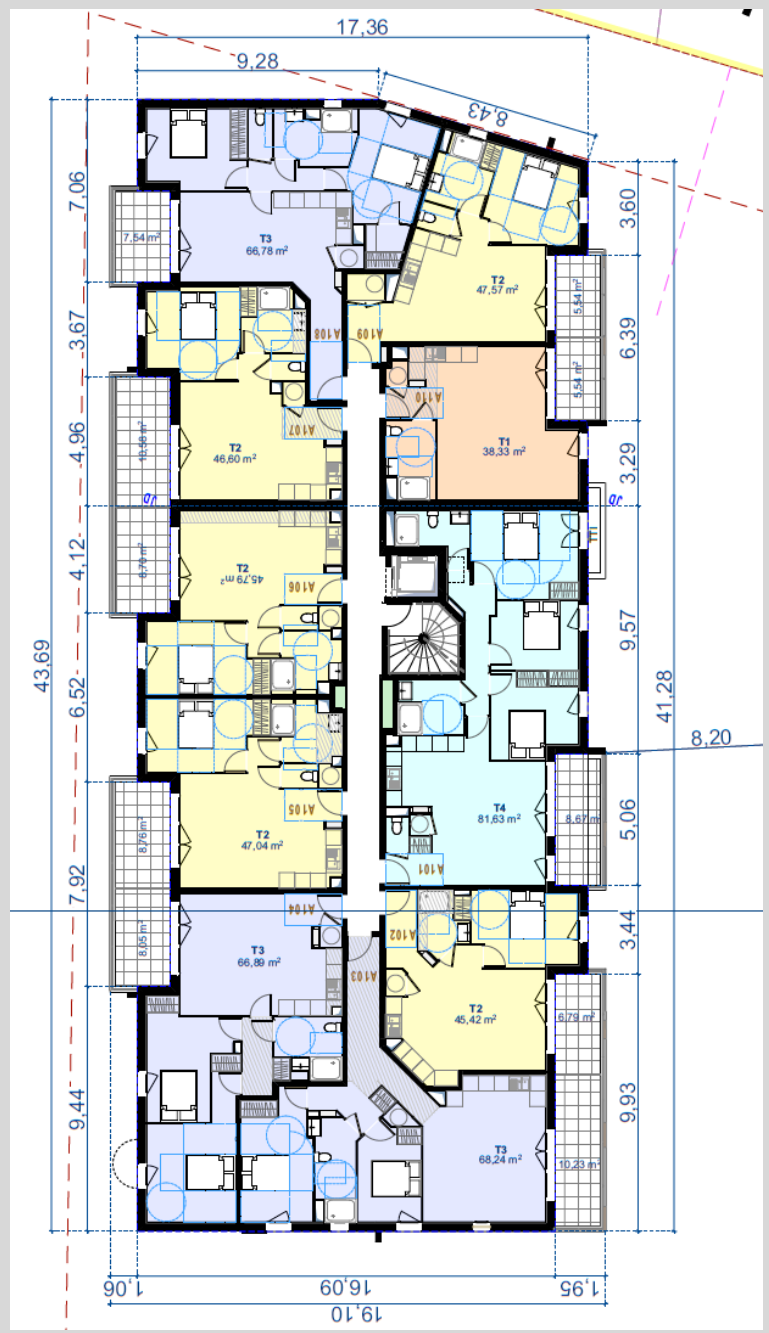 17,36
9,28
8,43
7,06
3,60
7,54 m²
T3
66,78 m²
T2
47,57 m²
5,54 m²
3,67
A108
A109
6,39
5,54 m²
A110
A107
4,96
10,58 m²
T2
46,60 m²
T1
38,33 m²
3,29
JD
JD
4,12
8,70 m²
T2
45,79 m²
A106
9,57
43,69
6,52
41,28
8,20
8,76 m²
A105
T2
47,04 m²
T4
81,63 m²
8,67 m²
5,06
A101
7,92
A104
A102
3,44
8,05 m²
T3
66,89 m²
A103
T2
45,42 m²
6,79 m²
9,44
9,93
T3
68,24 m²
10,23 m²
1,06
16,09
1,95
19,10